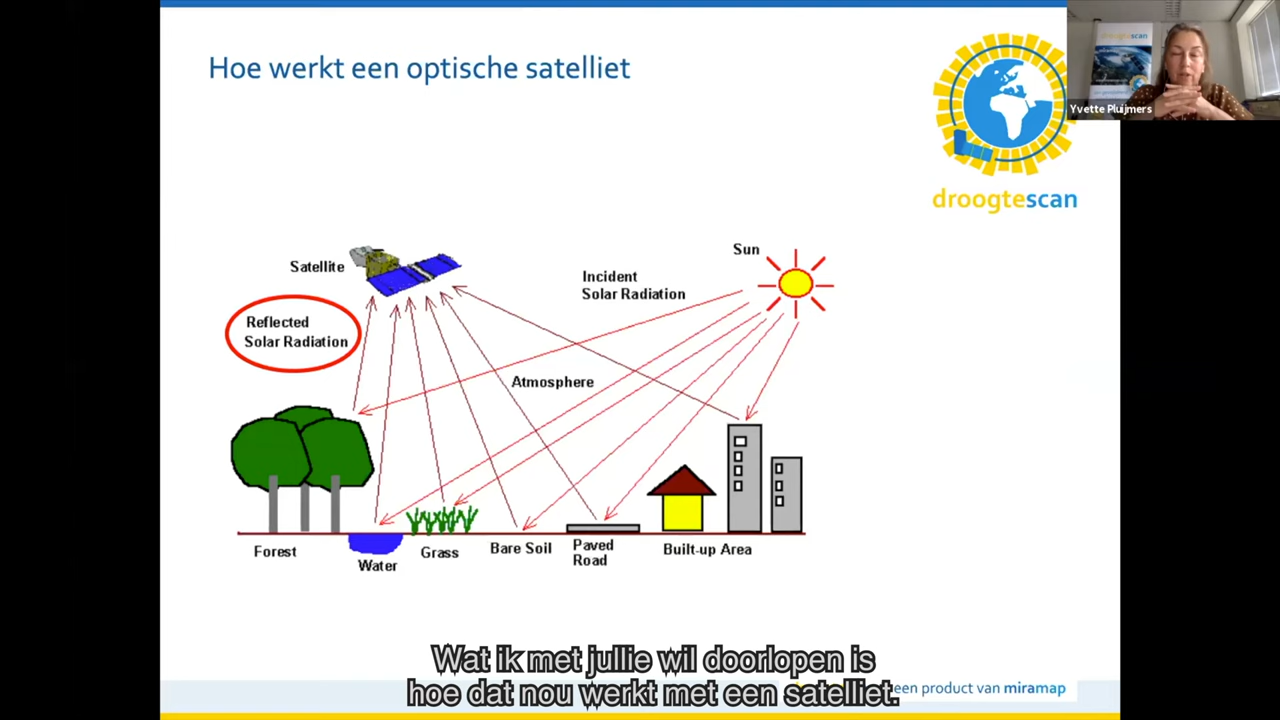 Hoe werkt een optische satelliet
droogtescan
Yvette Pluijmers
droogtescan
Sun
Satellite
Incident
Solar Radiation
Reflected
Solar Radiation
Atmosphere
Forest
Water
Grass
Bare Soil
Paved
Road
Built-up Area
Wat ik met jullie wil doorlopen is
hoe dat nou werkt met een satelliet.
een product van miramap